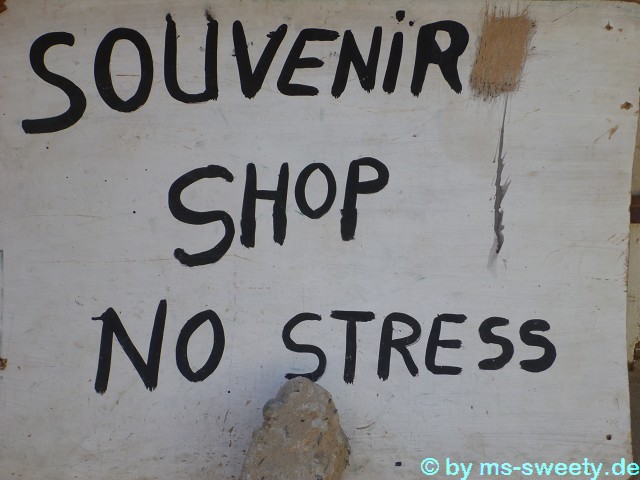 SOUVENIR
SHOP
NO STRESS
© by ms-sweety.de